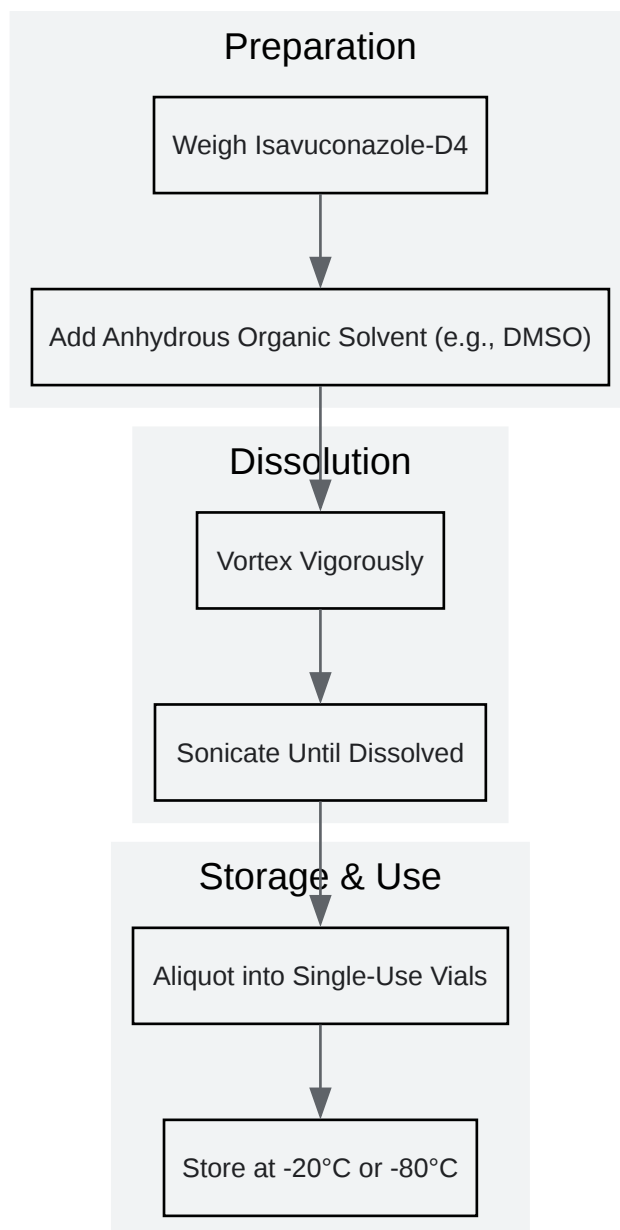 Preparation
Weigh Isavuconazole-D4
Add Anhydrous Organic Solvent (e.g., DMSO)
Dissolution
Vortex Vigorously
Sonicate Until Dissolved
Storage & Use
Aliquot into Single-Use Vials
Store at -20°C or -80°C